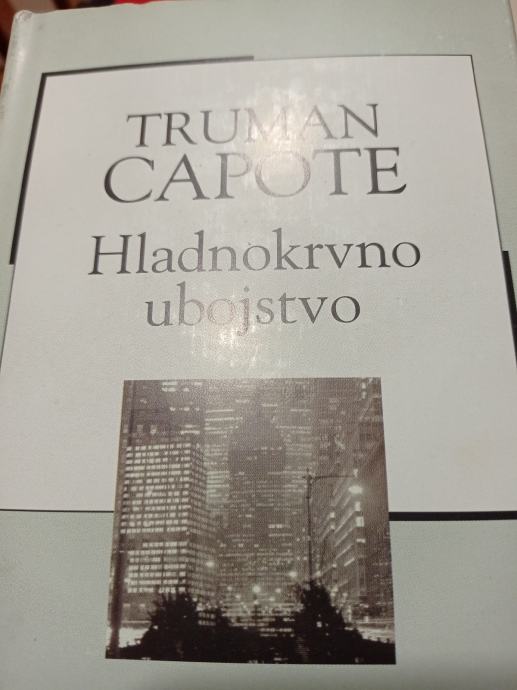 TRUMAN
CAPOTE
Hladnokrvno
ubojstvo